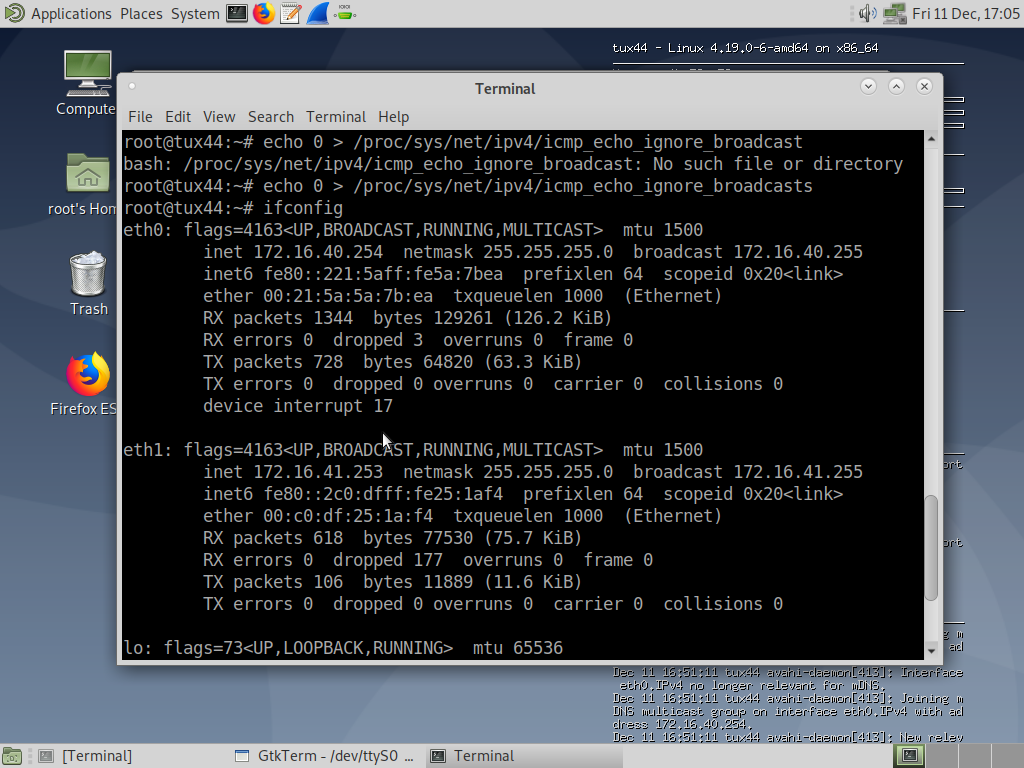 Applications Places System Fri 11 Dec, 17:05
tux44 - Linux 4.19.0-6-amd64 on x86_64
Compute
root's Hom
Trash
Firefox ES
Terminal
File Edit View Search Terminal Help
root@tux44:~# echo 0 > /proc/sys/net/ipv4/icmp_echo_ignore_broadcast
bash: /proc/sys/net/ipv4/icmp_echo_ignore_broadcast: No such file or directory
root@tux44:~# echo 0 > /proc/sys/net/ipv4/icmp_echo_ignore_broadcasts
root@tux44:~# ifconfig
eth0: flags=4163<UP,BROADCAST,RUNNING,MULTICAST>  mtu 1500
        inet 172.16.40.254  netmask 255.255.255.0  broadcast 172.16.40.255
        inet6 fe80::221:5aff:fe5a:7bea  prefixlen 64  scopeid 0x20<link>
        ether 00:21:5a:5a:7b:ea  txqueuelen 1000  (Ethernet)
        RX packets 1344  bytes 129261 (126.2 KiB)
        RX errors 0  dropped 3  overruns 0  frame 0
        TX packets 728  bytes 64820 (63.3 KiB)
        TX errors 0  dropped 0 overruns 0  carrier 0  collisions 0
        device interrupt 17
eth1: flags=4163<UP,BROADCAST,RUNNING,MULTICAST>  mtu 1500
        inet 172.16.41.253  netmask 255.255.255.0  broadcast 172.16.41.255
        inet6 fe80::2c0:dfff:fe25:1af4  prefixlen 64  scopeid 0x20<link>
        ether 00:c0:df:25:1a:f4  txqueuelen 1000  (Ethernet)
        RX packets 618  bytes 77530 (75.7 KiB)
        RX errors 0  dropped 177  overruns 0  frame 0
        TX packets 106  bytes 11889 (11.6 KiB)
        TX errors 0  dropped 0 overruns 0  carrier 0  collisions 0
lo: flags=73<UP,LOOPBACK,RUNNING>  mtu 65536
ort
ort
m
ad
Dec 11 16:51:11 tux44 avahi-daemon[413]: Interface
eth0.IPv4 no longer relevant for mDNS.
Dec 11 16:51:11 tux44 avahi-daemon[413]: Joining m
DNS multicast group on interface eth0.IPv4 with ad
dress 172.16.40.254.
Dec 11 16:51:11 tux44 avahi-daemon[413]: New relev
[Terminal] GtkTerm - /dev/ttyS0 ... Terminal